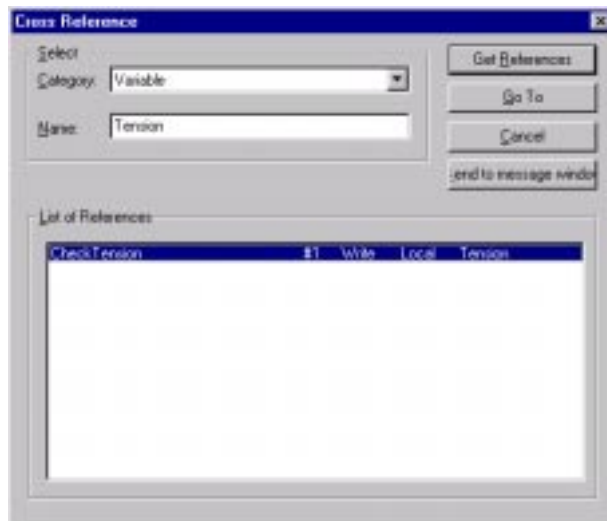 Cross Reference
Select
Category: Variable
Name: Tension
Get References
Go To
Cancel
end to message windo
List of References
CheckTension #1 Write Local Tension